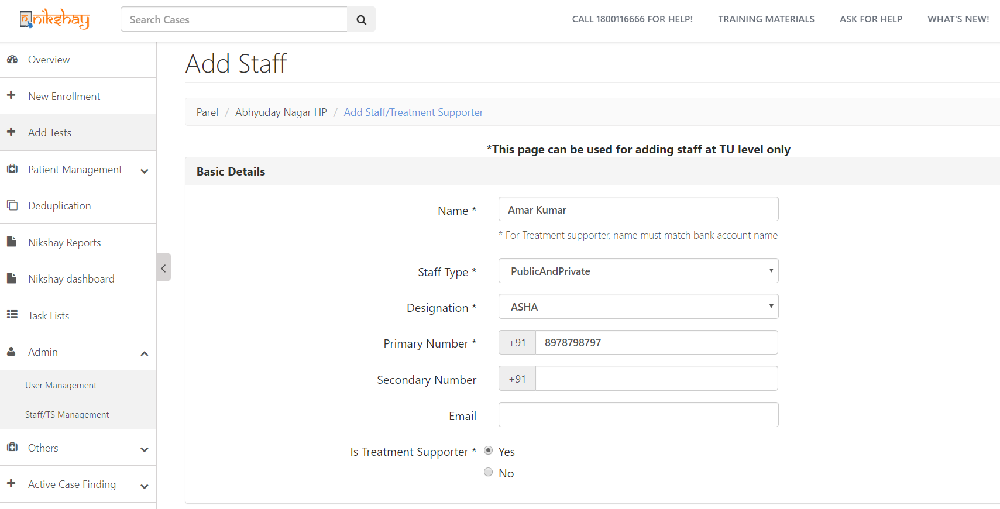 nikshay
Search Cases
CALL 1800116666 FOR HELP!
TRAINING MATERIALS
ASK FOR HELP
WHAT'S NEW!
Overview
New Enrollment
Add Tests
Patient Management
Deduplication
Nikshay Reports
Nikshay dashboard
Task Lists
Admin
User Management
Staff/TS Management
Others
Active Case Finding
Add Staff
Parel / Abhyuday Nagar HP / Add Staff/Treatment Supporter
*This page can be used for adding staff at TU level only
Basic Details
Name * Amar Kumar
* For Treatment supporter, name must match bank account name
Staff Type * PublicAndPrivate
Designation * ASHA
Primary Number * +91 8978798797
Secondary Number +91
Email
Is Treatment Supporter * Yes
No